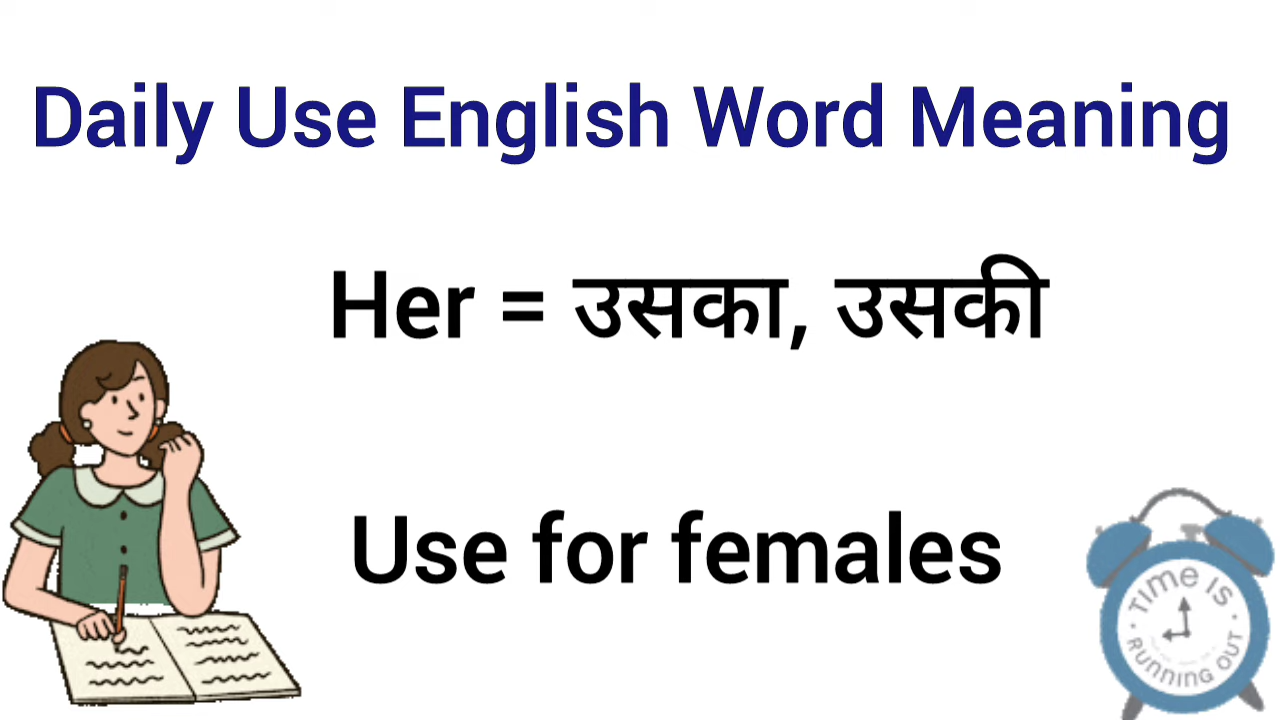 Daily Use English Word Meaning
Her = उसका, उसकी
Use for females
TIME IS
RUNNING OUT